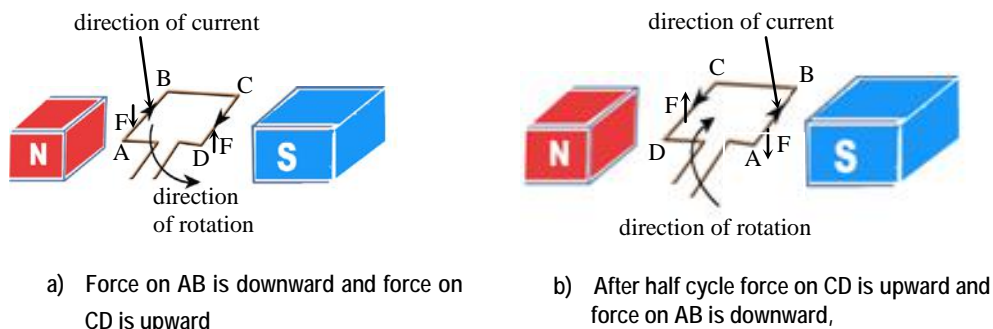 direction of current
B
C
F
A
D
F
N
S
direction
of rotation
a) Force on AB is downward and force on
CD is upward
direction of current
C
B
F
F
D
A
N
S
direction of rotation
b) After half cycle force on CD is upward and
force on AB is downward,